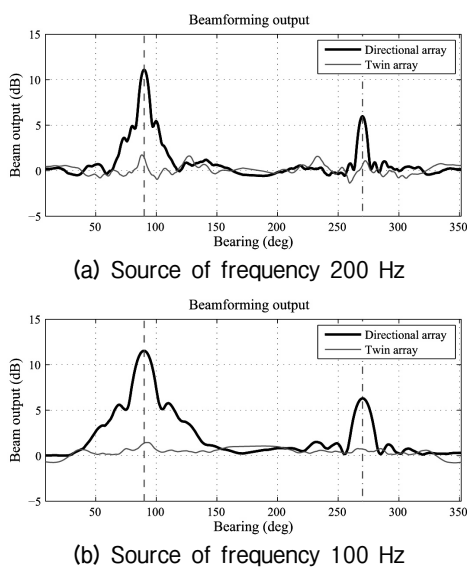 Beamforming output
15
10
5
0
−5
Beam output (dB)
Directional array
Twin array
50 100 150 200 250 300 350
Bearing (deg)
(a) Source of frequency 200 Hz
Beamforming output
15
10
5
0
−5
Beam output (dB)
Directional array
Twin array
50 100 150 200 250 300 350
Bearing (deg)
(b) Source of frequency 100 Hz